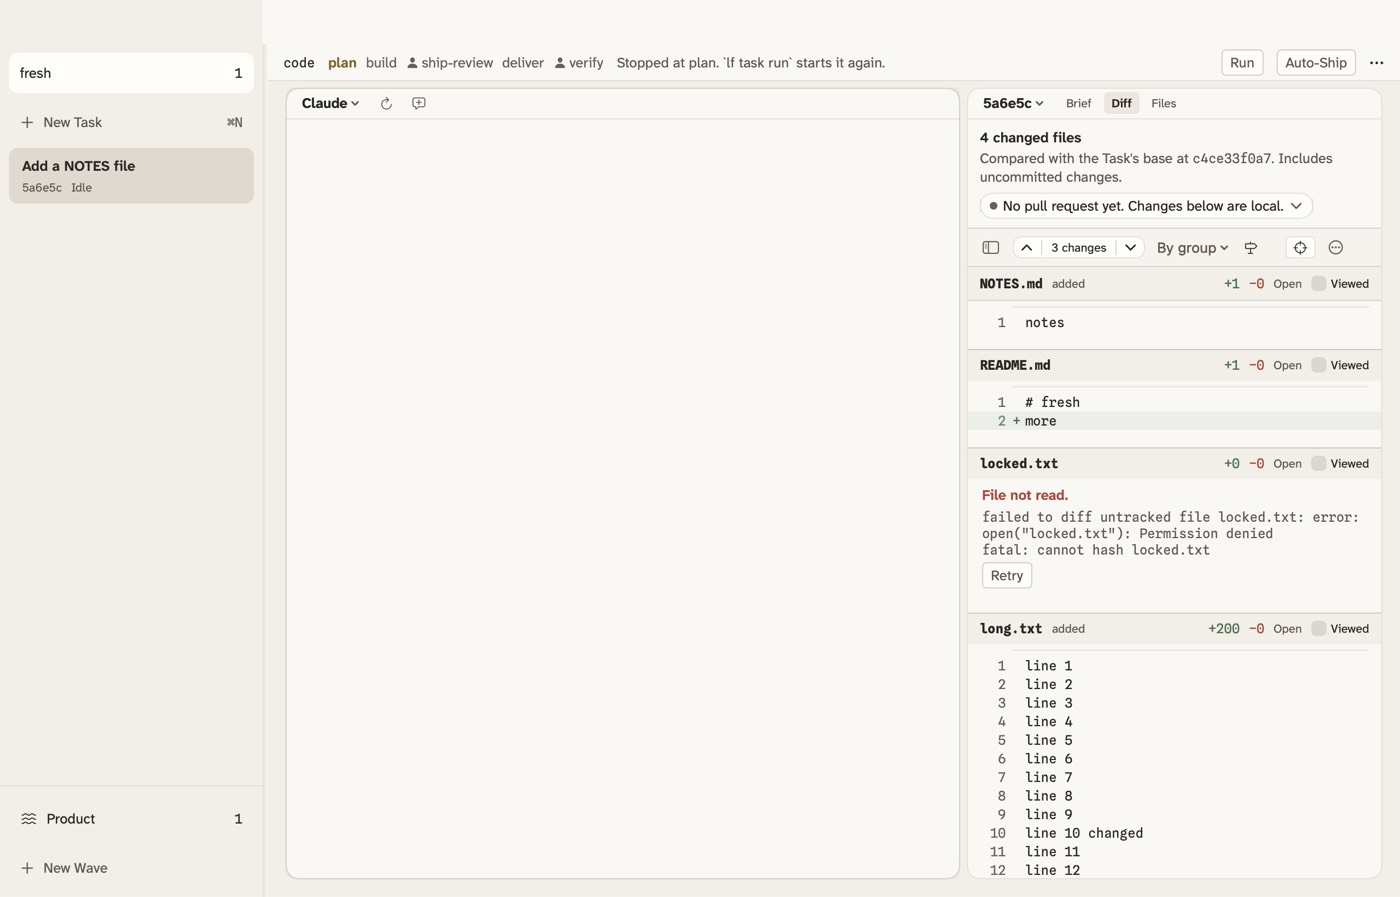 fresh 1
New Task ⌘N
Add a NOTES file
5a6e5c Idle
Product 1
New Wave
code plan build ship-review deliver verify Stopped at plan. `lf task run` starts it again.
Run Auto-Ship ···
Claude
5a6e5c Brief Diff Files
4 changed files
Compared with the Task's base at c4ce33f0a7. Includes
uncommitted changes.
No pull request yet. Changes below are local.
3 changes By group
NOTES.md added +1 −0 Open Viewed
1 notes
README.md +1 −0 Open Viewed
1 # fresh
2 + more
locked.txt +0 −0 Open Viewed
File not read.
failed to diff untracked file locked.txt: error:
open("locked.txt"): Permission denied
fatal: cannot hash locked.txt
Retry
long.txt added +200 −0 Open Viewed
1 line 1
2 line 2
3 line 3
4 line 4
5 line 5
6 line 6
7 line 7
8 line 8
9 line 9
10 line 10 changed
11 line 11
12 line 12